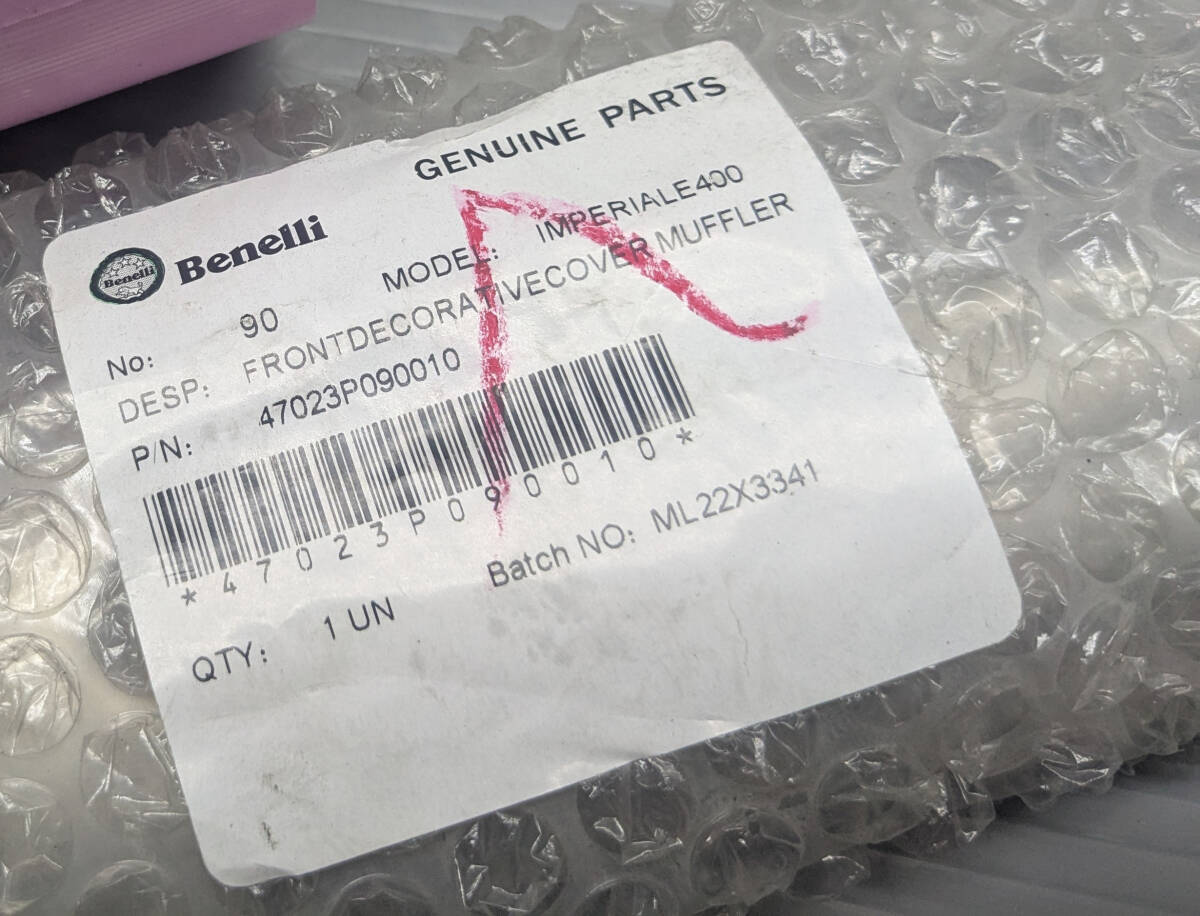 GENUINE PARTS
Benelli Benelli
MODEL: IMPERIALE400
No: 90
DESP: FRONTDECORATIVECOVER MUFFLER
P/N: 47023P090010
*47023P090010*
Batch NO: ML22X3341
QTY: 1 UN